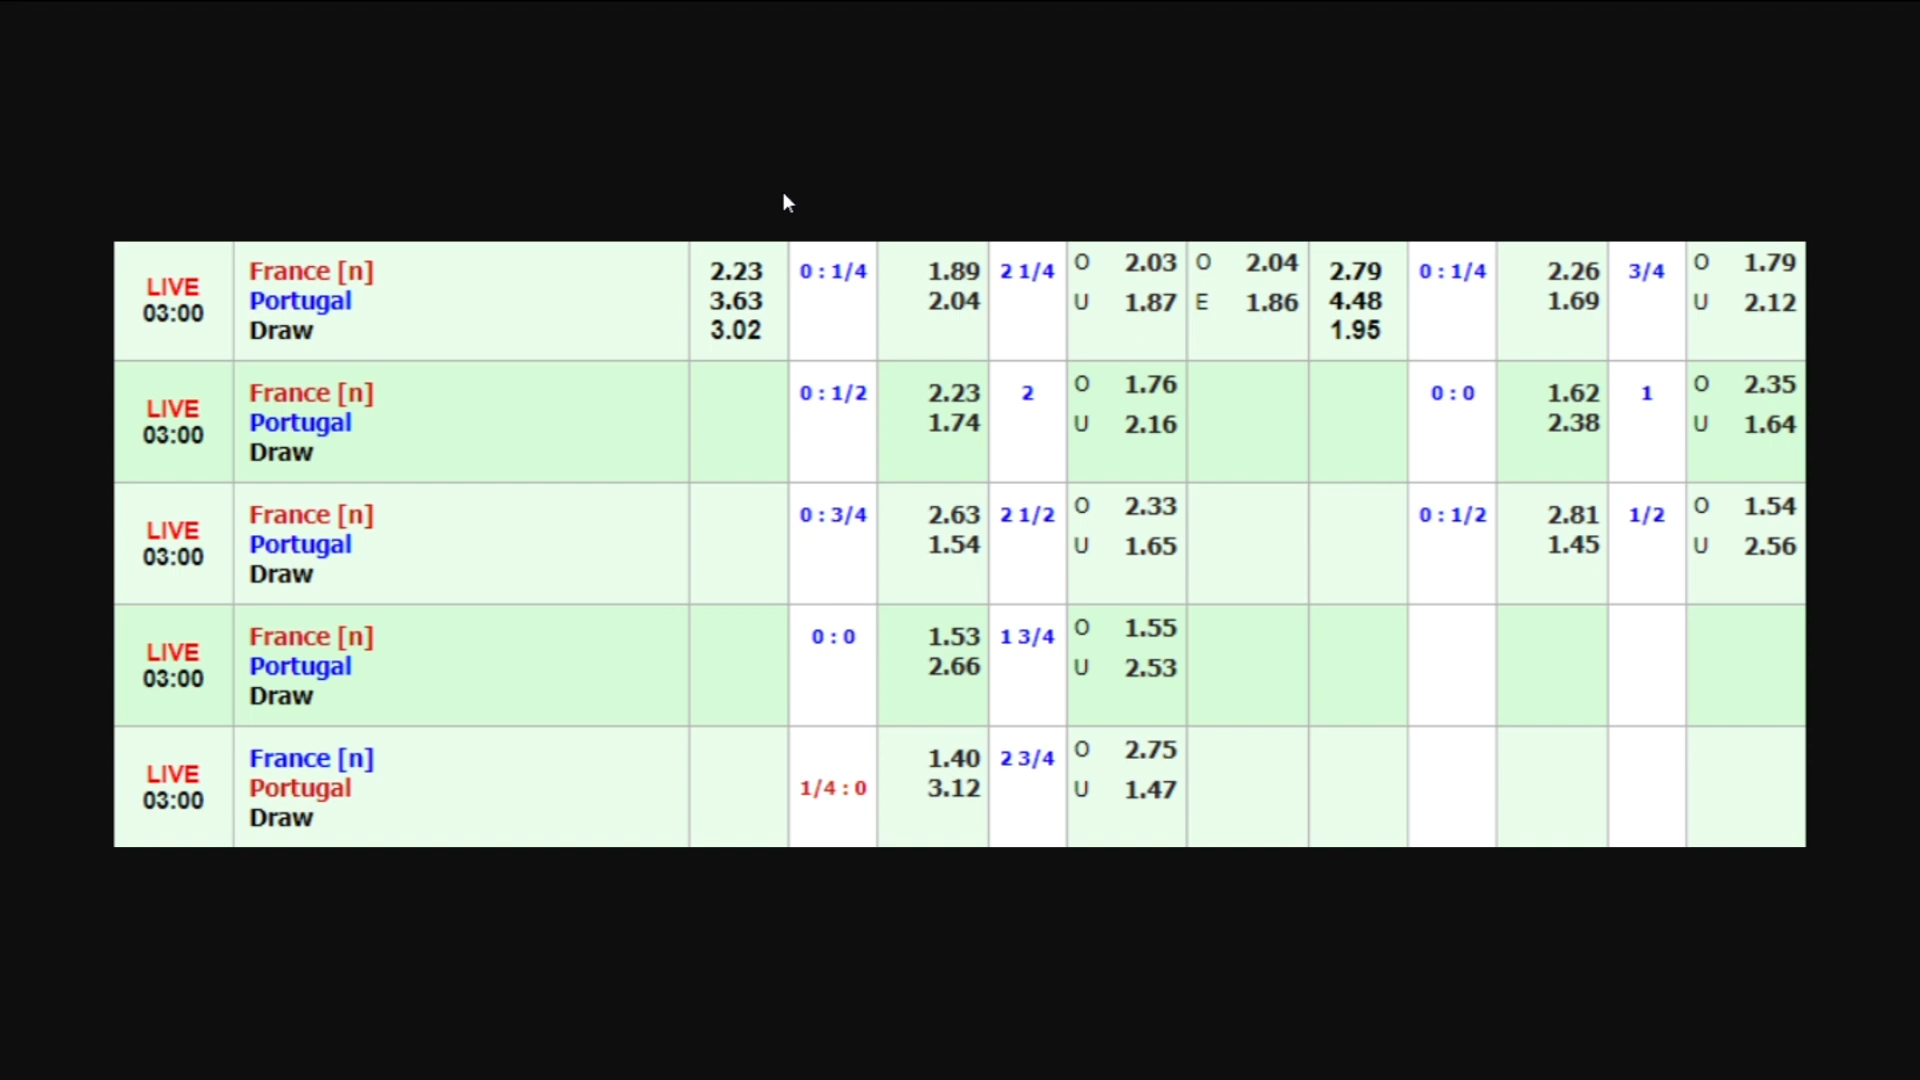 LIVE 03:00 France [n] 2.23 0 : 1/4 1.89 2 1/4 O 2.03 O 2.04 2.79 0 : 1/4 2.26 3/4 O 1.79
Portugal 3.63 2.04 U 1.87 E 1.86 4.48 1.69 U 2.12
Draw 3.02 1.95
LIVE 03:00 France [n] 0 : 1/2 2.23 2 O 1.76 0 : 0 1.62 1 O 2.35
Portugal 1.74 U 2.16 2.38 U 1.64
Draw
LIVE 03:00 France [n] 0 : 3/4 2.63 2 1/2 O 2.33 0 : 1/2 2.81 1/2 O 1.54
Portugal 1.54 U 1.65 1.45 U 2.56
Draw
LIVE 03:00 France [n] 0 : 0 1.53 1 3/4 O 1.55
Portugal 2.66 U 2.53
Draw
LIVE 03:00 France [n] 1.40 2 3/4 O 2.75
Portugal 1/4 : 0 3.12 U 1.47
Draw